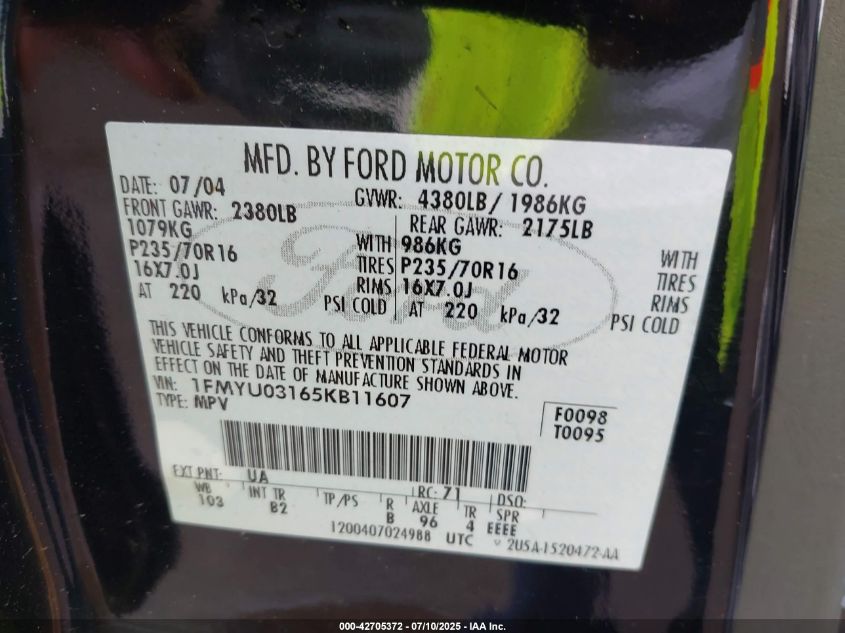 MFD. BY FORD MOTOR CO.
DATE: 07/04 GVWR: 4380LB/ 1986KG
FRONT GAWR: 2380LB REAR GAWR: 2175LB
1079KG WITH 986KG WITH
P235/70R16 TIRES P235/70R16 TIRES
16X7.0J RIMS 16X7.0J RIMS
AT 220 kPa/32 PSI COLD AT 220 kPa/32 PSI COLD
Ford
THIS VEHICLE CONFORMS TO ALL APPLICABLE FEDERAL MOTOR
VEHICLE SAFETY AND THEFT PREVENTION STANDARDS IN
EFFECT ON THE DATE OF MANUFACTURE SHOWN ABOVE.
VIN: 1FMYU03165KB11607
TYPE: MPV
F0098
T0095
EXT PNT: UA RC: 71 DSO:
WB INT TR TP/PS R AXLE TR SPR
103 B2 B 96 4 EEEE
1200407024988 UTC 2U5A-1520472-AA
000-42705372 - 07/10/2025 - IAA Inc.